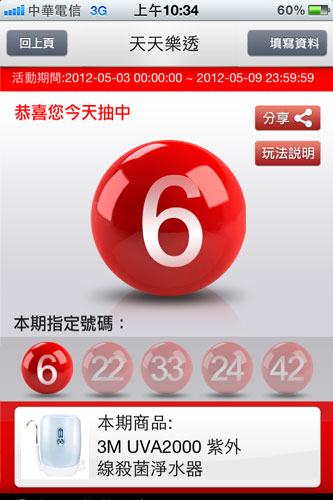 中華電信 3G 上午10:34 60%
回上頁 天天樂透 填寫資料
活動期間:2012-05-03 00:00:00 ~ 2012-05-09 23:59:59
恭喜您今天抽中
分享
玩法説明
6
本期指定號碼：
6 22 33 24 42
本期商品:
3M UVA2000 紫外
線殺菌淨水器